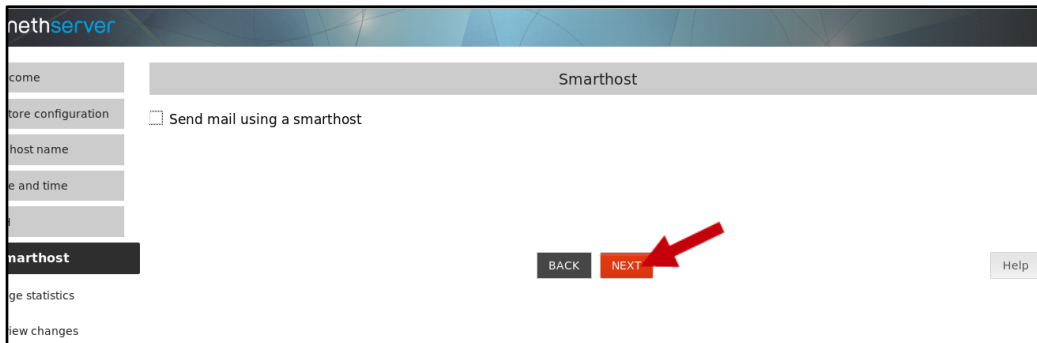 nethserver
come
Smarthost
tore configuration
Send mail using a smarthost
host name
e and time
marthost
BACK
NEXT
Help
ge statistics
iew changes